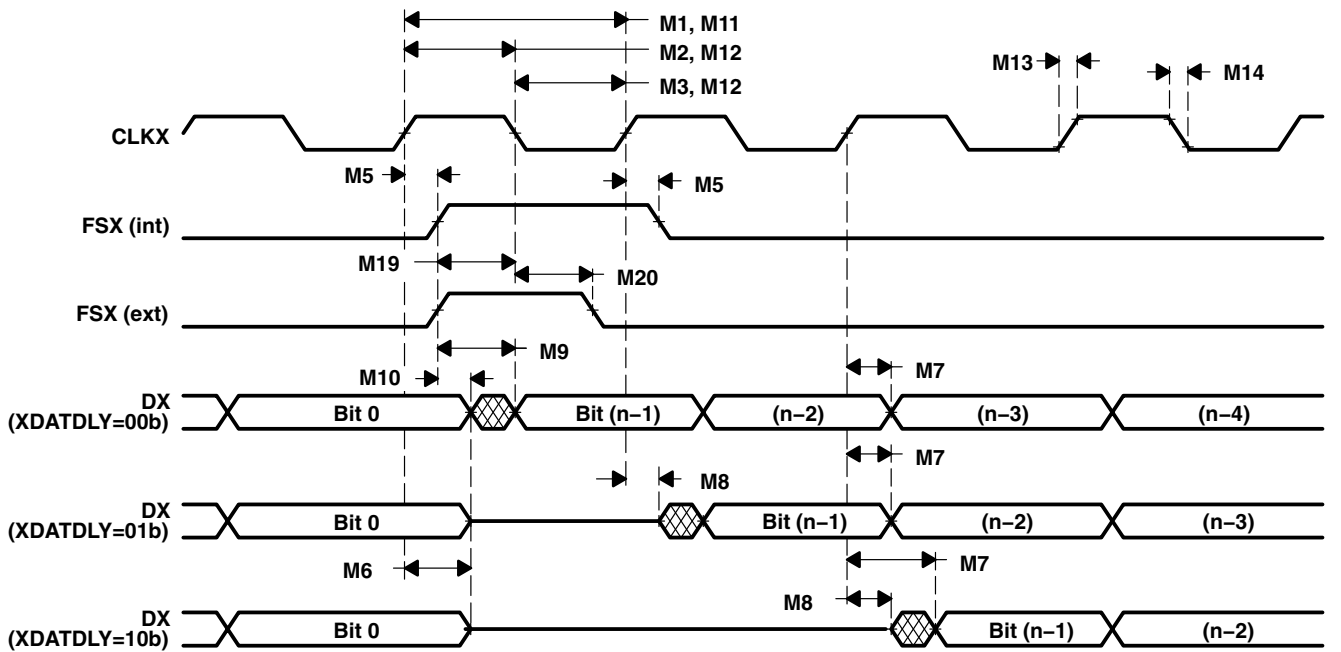 M1, M11
M2, M12
M3, M12
M13
M14
CLKX
M5
M5
FSX (int)
M19
M20
FSX (ext)
M9
M10
M7
DX
(XDATDLY=00b)
Bit 0
Bit (n−1)
(n−2)
(n−3)
(n−4)
M7
M8
DX
(XDATDLY=01b)
Bit 0
Bit (n−1)
(n−2)
(n−3)
M6
M7
M8
DX
(XDATDLY=10b)
Bit 0
Bit (n−1)
(n−2)